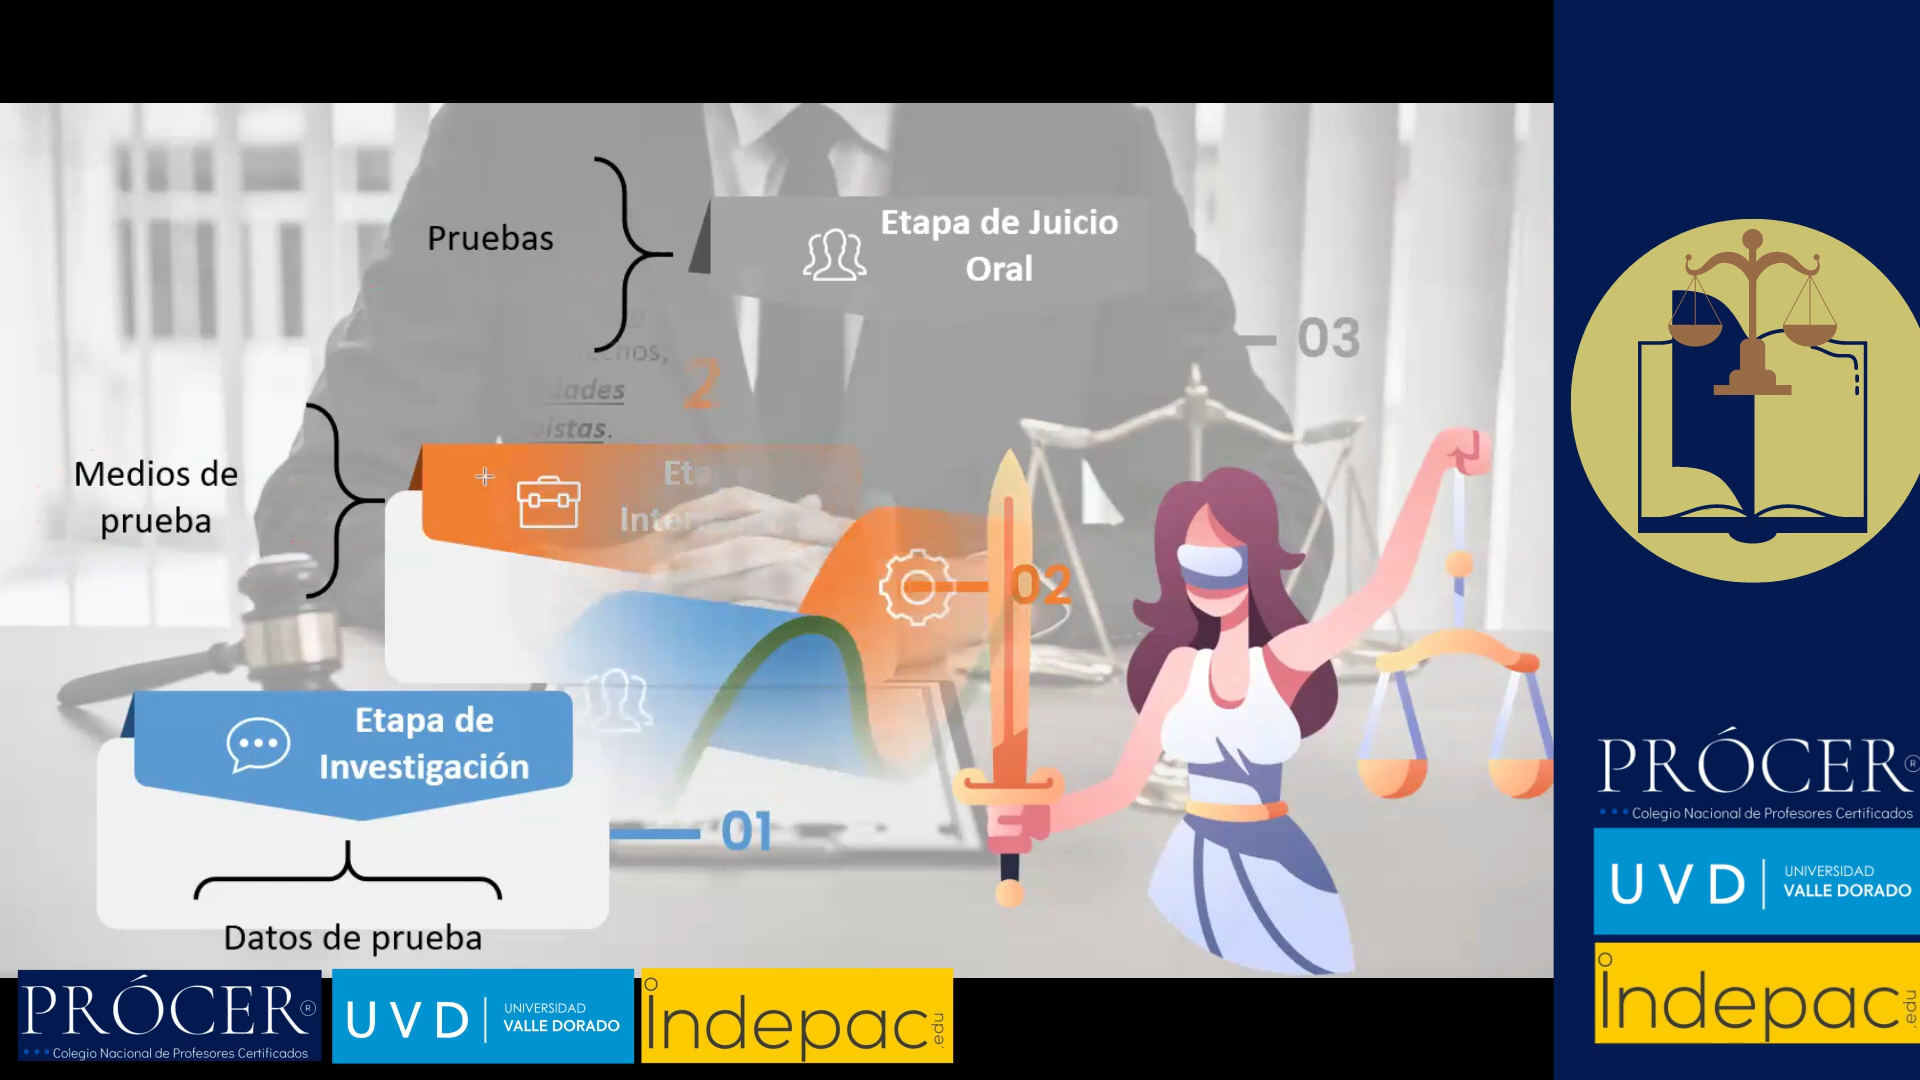 Pruebas
Etapa de Juicio
Oral
03
2
Medios de
prueba
02
Etapa de
Investigación
01
Datos de prueba
PRÓCER®
Colegio Nacional de Profesores Certificados
UVD
UNIVERSIDAD
VALLE DORADO
Indepac.edu
PRÓCER®
Colegio Nacional de Profesores Certificados
UVD
UNIVERSIDAD
VALLE DORADO
Indepac.edu